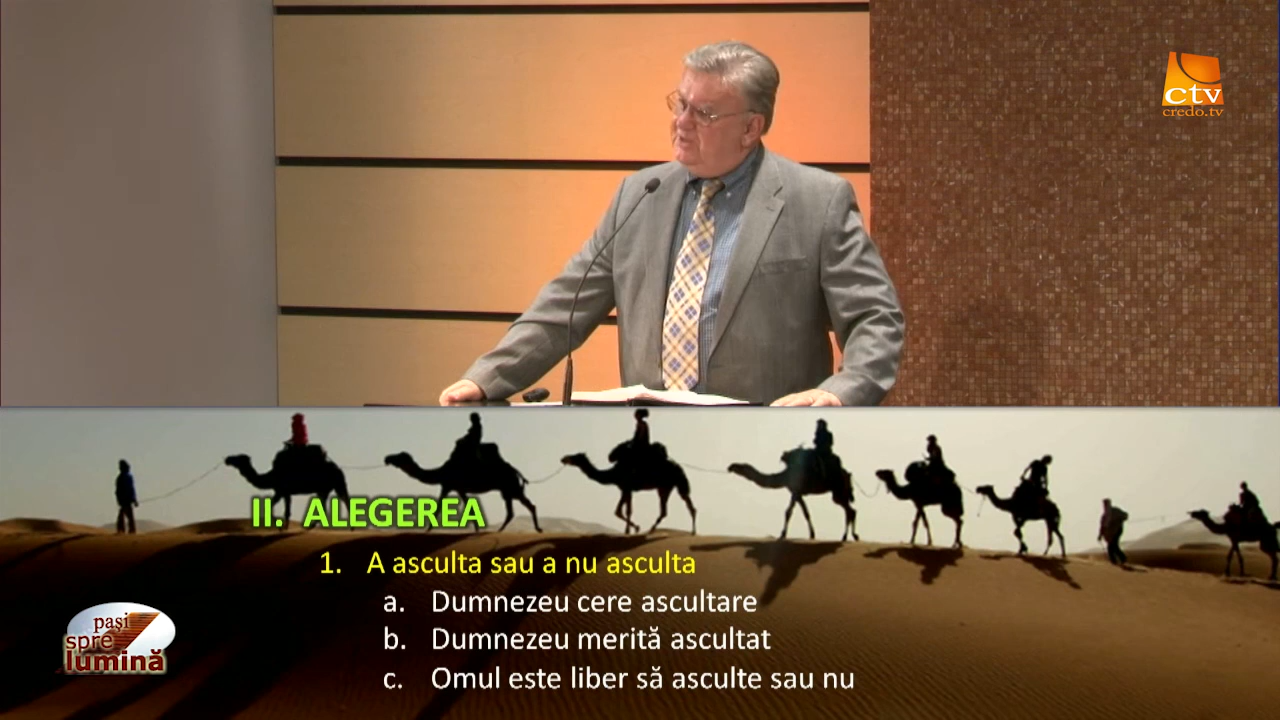 ctv
credo.tv
II. ALEGEREA
1. A asculta sau a nu asculta
a. Dumnezeu cere ascultare
b. Dumnezeu merită ascultat
c. Omul este liber să asculte sau nu
pași
spre
lumină